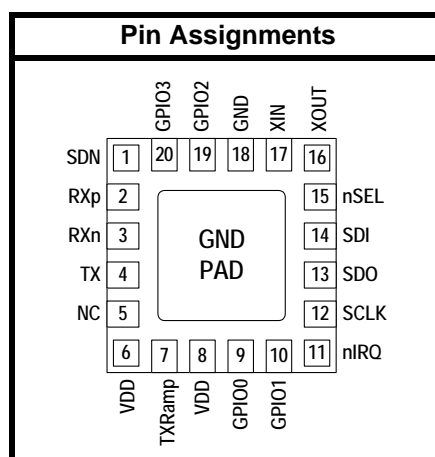 Pin Assignments
GPIO3
GPIO2
GND
XIN
XOUT
SDN 1 20 19 18 17 16
RXp 2 15 nSEL
RXn 3 GND 14 SDI
TX 4 PAD 13 SDO
NC 5 12 SCLK
6 7 8 9 10 11 nIRQ
VDD
TXRamp
VDD
GPIO0
GPIO1